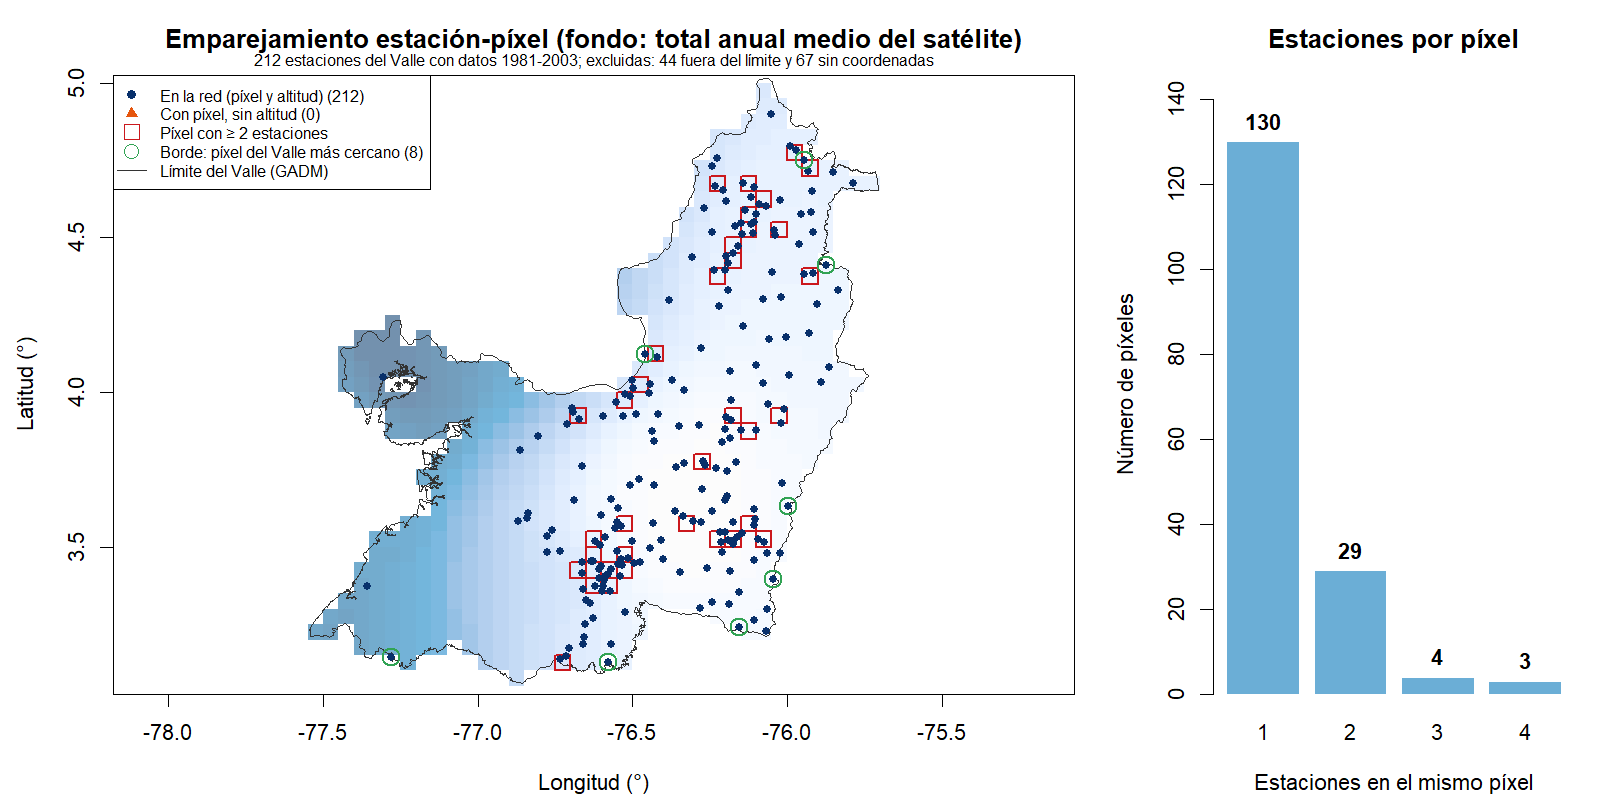 Emparejamiento estación-píxel (fondo: total anual medio del satélite)
212 estaciones del Valle con datos 1981-2003; excluidas: 44 fuera del límite y 67 sin coordenadas
En la red (píxel y altitud) (212)
Con píxel, sin altitud (0)
Píxel con ≥ 2 estaciones
Borde: píxel del Valle más cercano (8)
Límite del Valle (GADM)
Latitud (°)
5.0
4.5
4.0
3.5
-78.0
-77.5
-77.0
-76.5
-76.0
-75.5
Longitud (°)
Estaciones por píxel
Número de píxeles
140
120
100
80
60
40
20
0
130
29
4
3
1
2
3
4
Estaciones en el mismo píxel